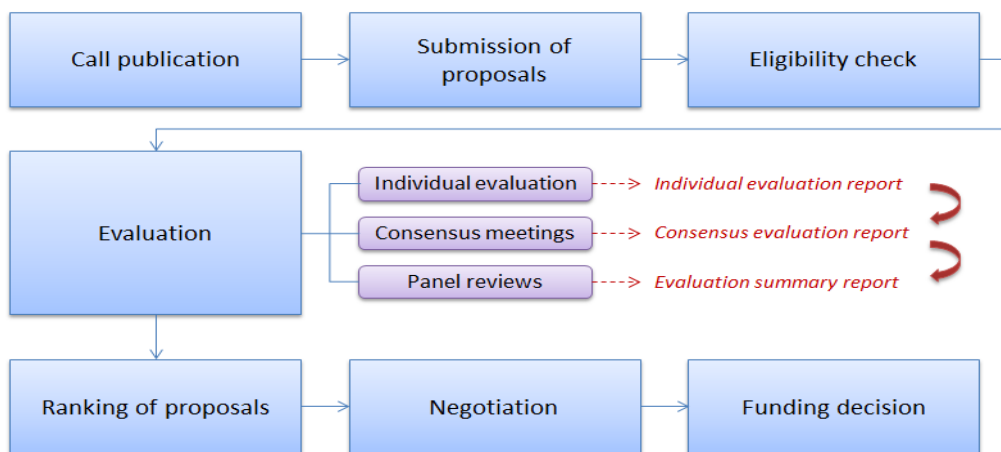 Call publication
Submission of
proposals
Eligibility check
Evaluation
Individual evaluation
Individual evaluation report
Consensus meetings
Consensus evaluation report
Panel reviews
Evaluation summary report
Ranking of proposals
Negotiation
Funding decision